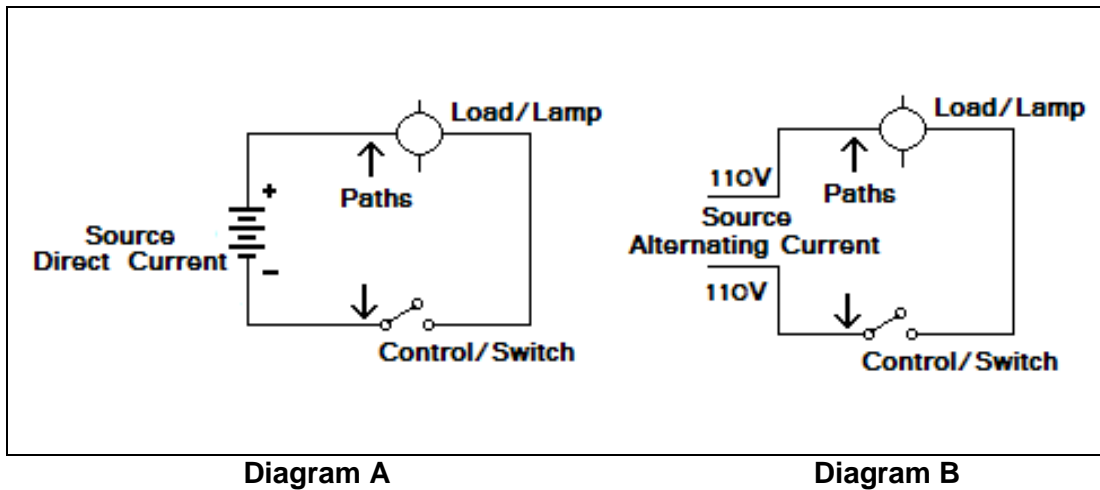 Load/Lamp
Paths
+
Source
Direct Current
−
Control/Switch
Load/Lamp
110V
Paths
Source
Alternating Current
110V
Control/Switch
Diagram A
Diagram B